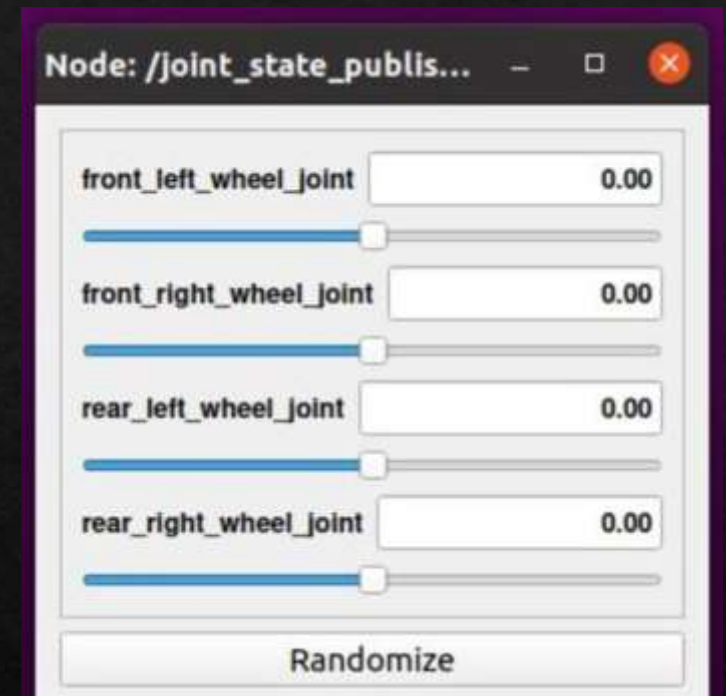 Node: /joint_state_publis...
front_left_wheel_joint 0.00
front_right_wheel_joint 0.00
rear_left_wheel_joint 0.00
rear_right_wheel_joint 0.00
Randomize